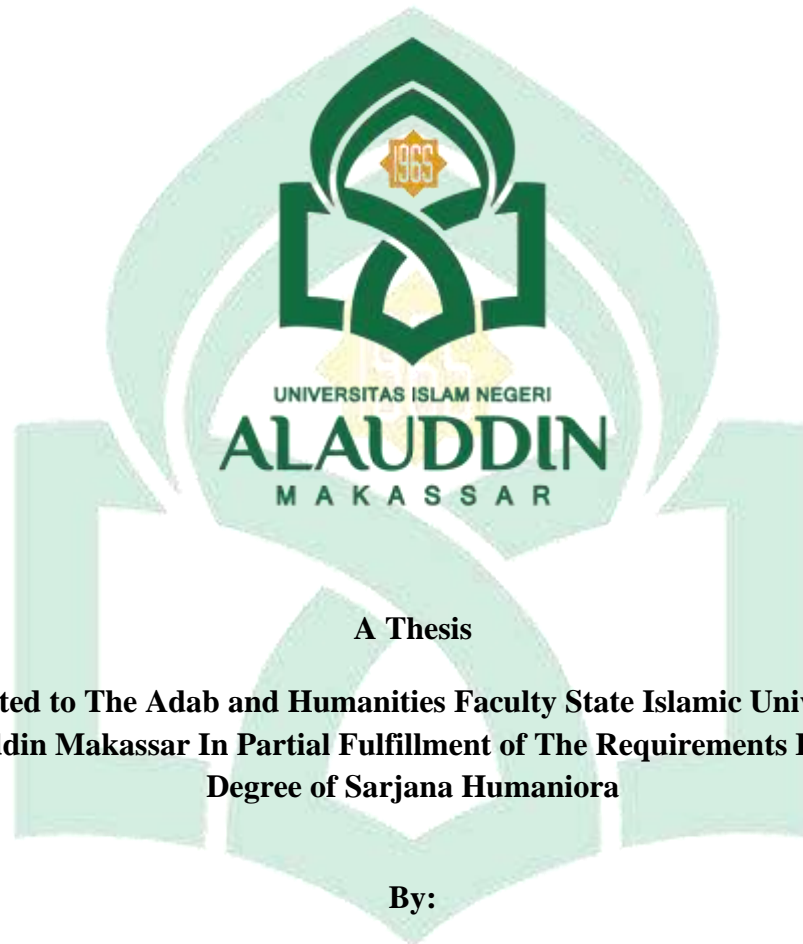 1965
UNIVERSITAS ISLAM NEGERI
ALAUDDIN
MAKASSAR
A Thesis
ted to The Adab and Humanities Faculty State Islamic Univ
ddin Makassar In Partial Fulfillment of The Requirements
Degree of Sarjana Humaniora
By: